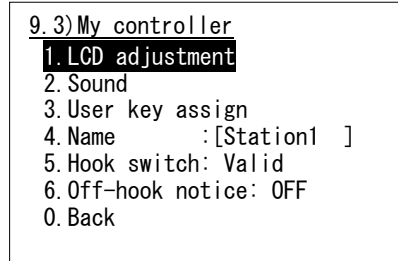 9.3)My controller
1.LCD adjustment
2.Sound
3.User key assign
4.Name :[Station1 ]
5.Hook switch: Valid
6.Off-hook notice: OFF
0.Back